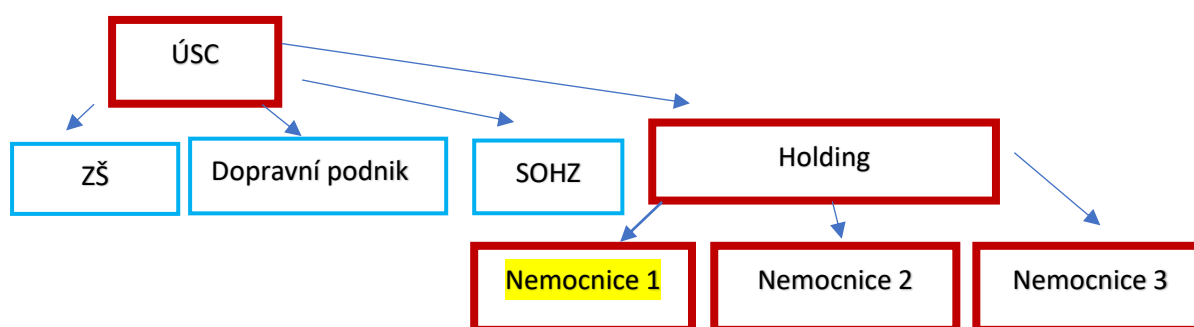 ÚSC
ZŠ
Dopravní podnik
SOHZ
Holding
Nemocnice 1
Nemocnice 2
Nemocnice 3